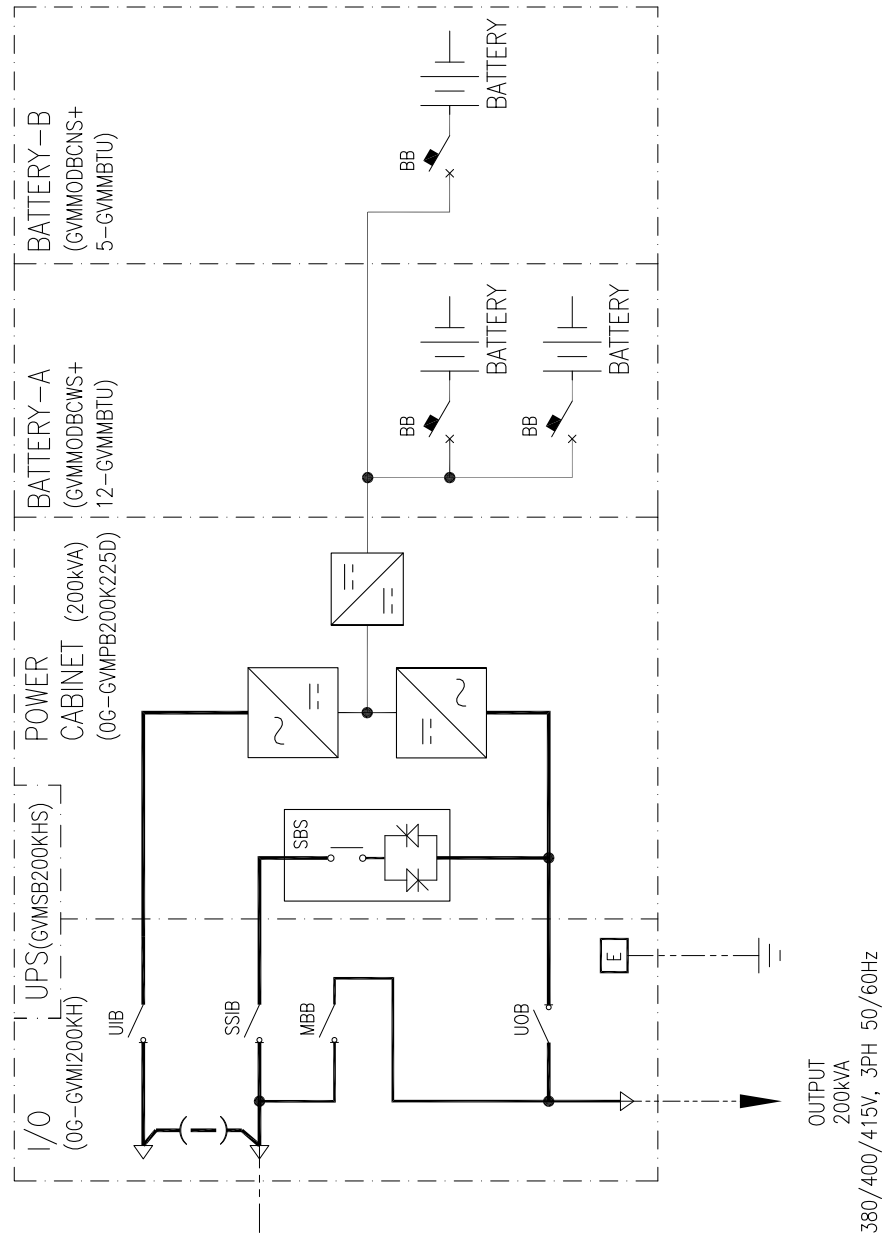 I/O
(0G-GVMI200KH)
UPS(GVMSB200KHS)
POWER
CABINET (200kVA)
(0G-GVMPB200K225D)
BATTERY-A
(GVMMODBCWS+
12-GVMMBTU)
BATTERY-B
(GVMMODBCNS+
5-GVMMBTU)
UIB
SSIB
MBB
UOB
SBS
E
BB
BATTERY
BB
BATTERY
BB
BATTERY
OUTPUT
200kVA
380/400/415V, 3PH 50/60Hz